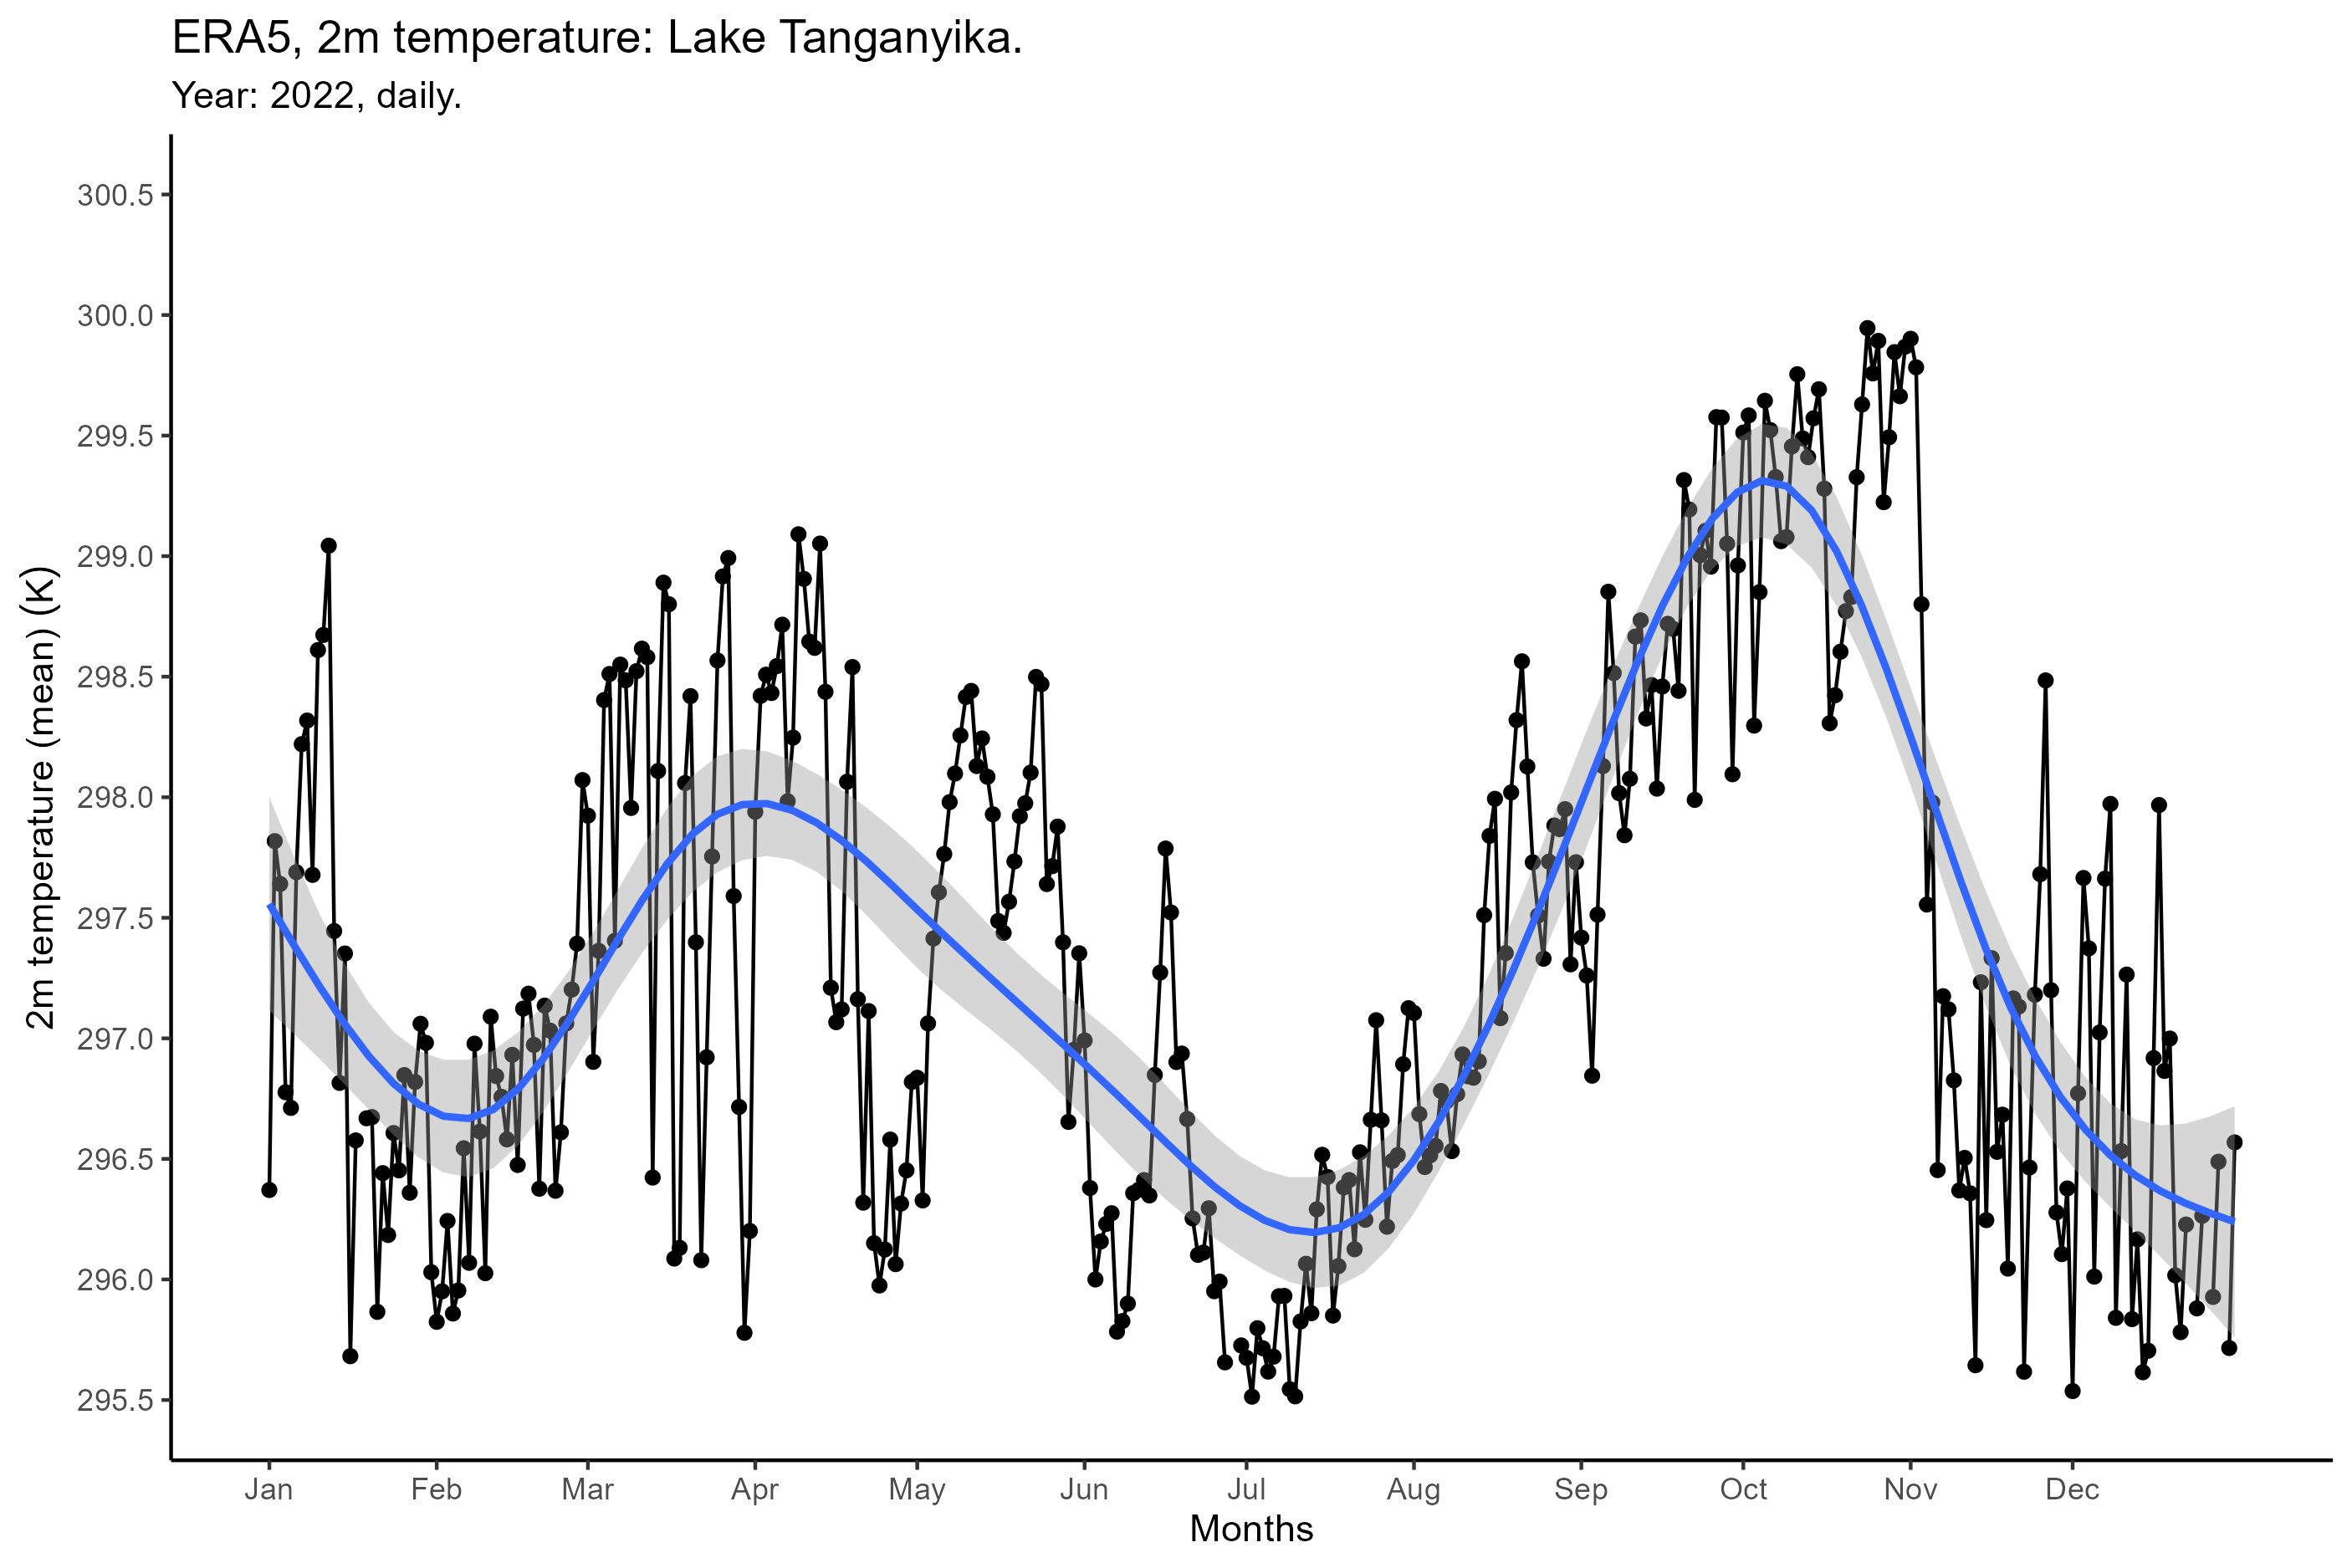 ERA5, 2m temperature: Lake Tanganyika.
Year: 2022, daily.
2m temperature (mean) (K)
300.5
300.0
299.5
299.0
298.5
298.0
297.5
297.0
296.5
296.0
295.5
Jan Feb Mar Apr May Jun Jul Aug Sep Oct Nov Dec
Months